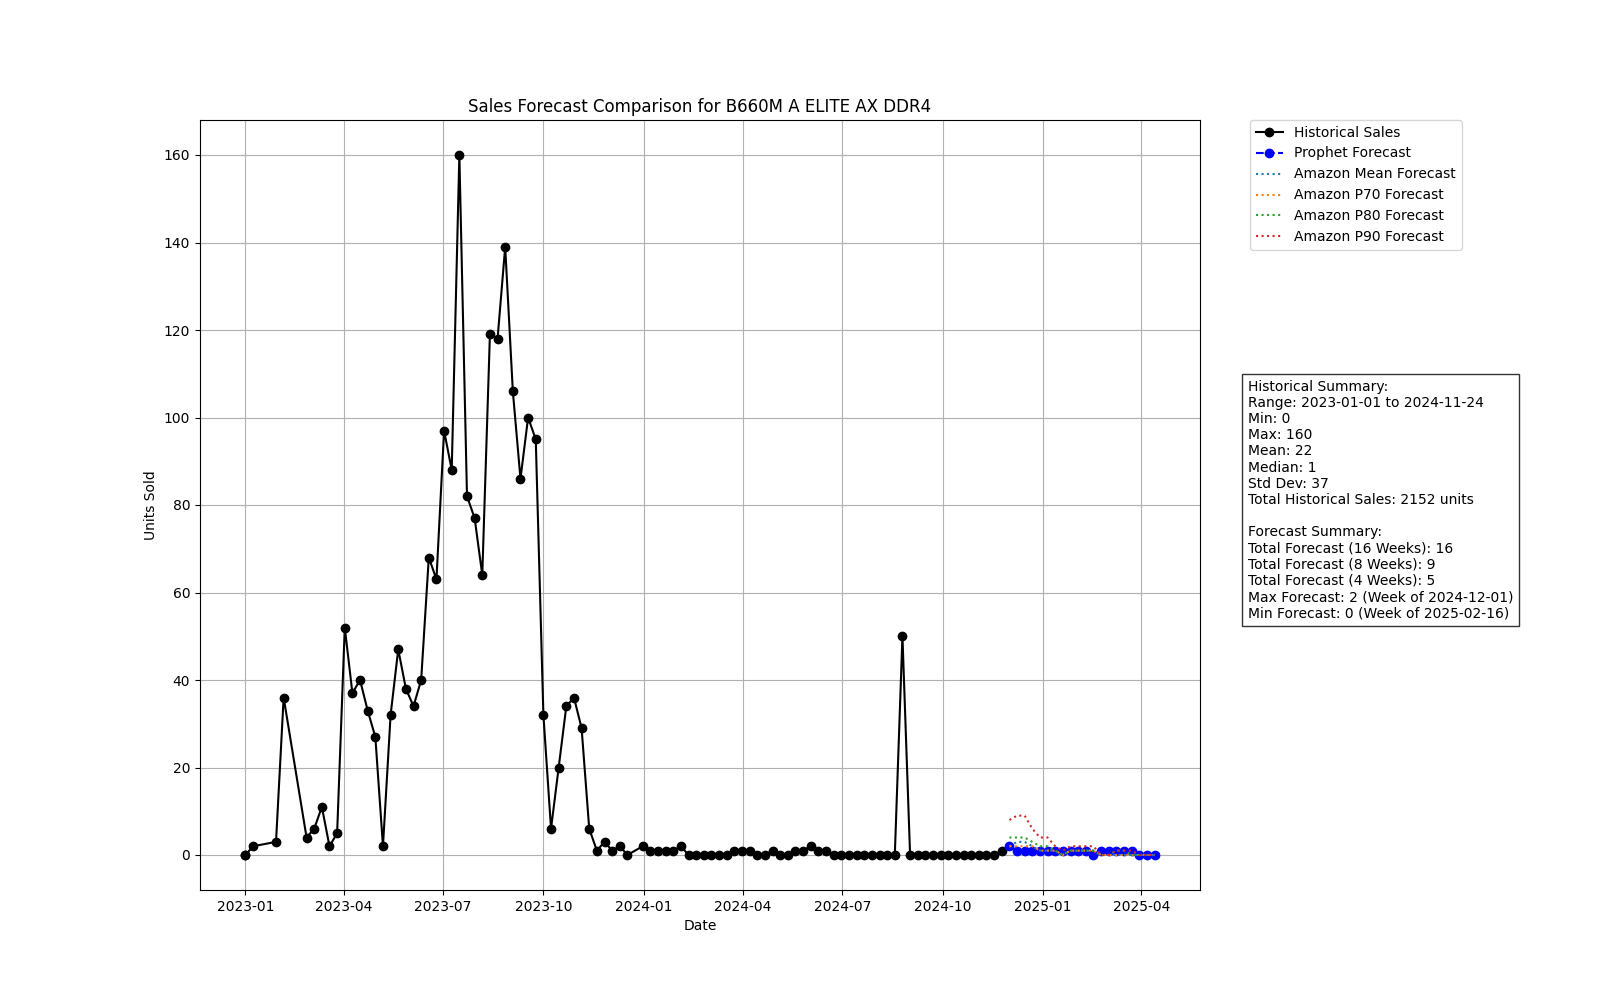 Sales Forecast Comparison for B660M A ELITE AX DDR4
Units Sold
160
140
120
100
80
60
40
20
0
2023-01
2023-04
2023-07
2023-10
2024-01
2024-04
2024-07
2024-10
2025-01
2025-04
Date
Historical Sales
Prophet Forecast
Amazon Mean Forecast
Amazon P70 Forecast
Amazon P80 Forecast
Amazon P90 Forecast
Historical Summary:
Range: 2023-01-01 to 2024-11-24
Min: 0
Max: 160
Mean: 22
Median: 1
Std Dev: 37
Total Historical Sales: 2152 units
Forecast Summary:
Total Forecast (16 Weeks): 16
Total Forecast (8 Weeks): 9
Total Forecast (4 Weeks): 5
Max Forecast: 2 (Week of 2024-12-01)
Min Forecast: 0 (Week of 2025-02-16)